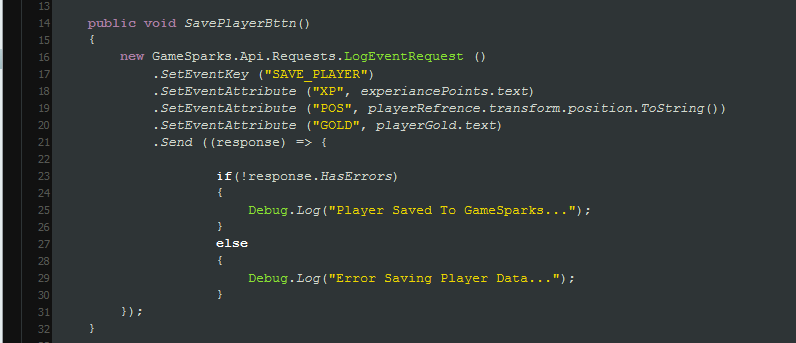 13
14 public void SavePlayerBttn()
15 {
16 new GameSparks.Api.Requests.LogEventRequest ()
17 .SetEventKey ("SAVE_PLAYER")
18 .SetEventAttribute ("XP", experiancePoints.text)
19 .SetEventAttribute ("POS", playerRefrence.transform.position.ToString())
20 .SetEventAttribute ("GOLD", playerGold.text)
21 .Send ((response) => {
22
23 if(!response.HasErrors)
24 {
25 Debug.Log("Player Saved To GameSparks...");
26 }
27 else
28 {
29 Debug.Log("Error Saving Player Data...");
30 }
31 });
32 }